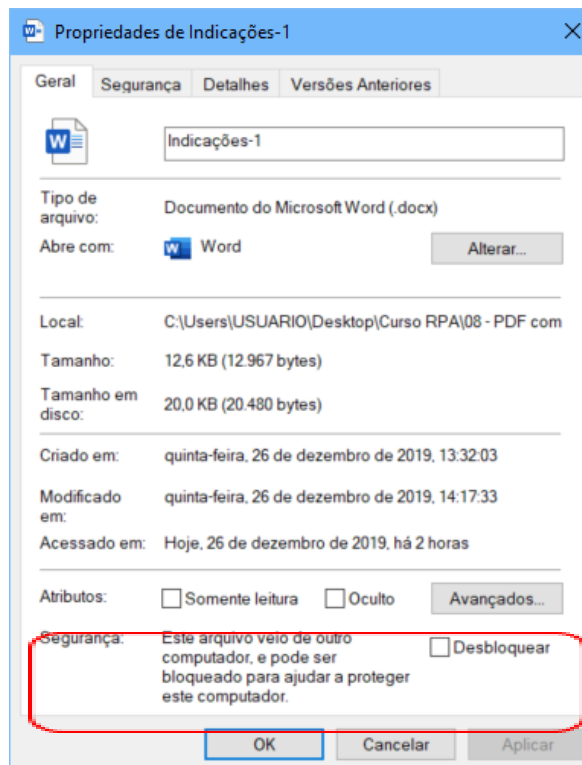 Propriedades de Indicações-1
Geral Segurança Detalhes Versões Anteriores
Indicações-1
Tipo de
arquivo:
Documento do Microsoft Word (.docx)
Abre com:
Word
Alterar...
Local:
C:\Users\USUARIO\Desktop\Curso RPA\08 - PDF com
Tamanho:
12,6 KB (12.967 bytes)
Tamanho em
disco:
20,0 KB (20.480 bytes)
Criado em:
quinta-feira, 26 de dezembro de 2019, 13:32:03
Modificado
em:
quinta-feira, 26 de dezembro de 2019, 14:17:33
Acessado em:
Hoje, 26 de dezembro de 2019, há 2 horas
Atributos:
Somente leitura
Oculto
Avançados...
Segurança:
Este arquivo veio de outro
computador, e pode ser
bloqueado para ajudar a proteger
este computador.
Desbloquear
OK
Cancelar
Aplicar